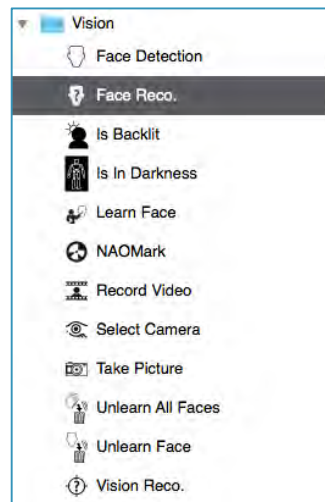 Vision
Face Detection
Face Reco.
Is Backlit
Is In Darkness
Learn Face
NAOMark
Record Video
Select Camera
Take Picture
Unlearn All Faces
Unlearn Face
Vision Reco.